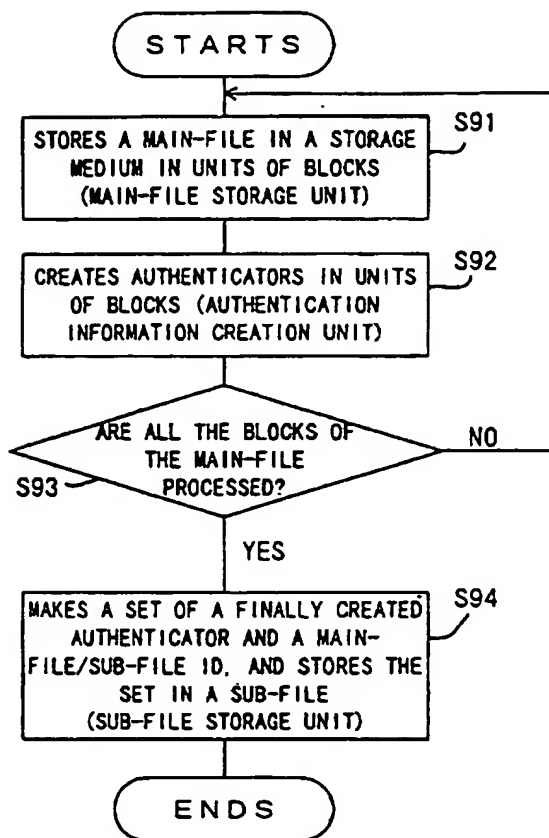 STARTS
S91
STORES A MAIN-FILE IN A STORAGE
MEDIUM IN UNITS OF BLOCKS
(MAIN-FILE STORAGE UNIT)
S92
CREATES AUTHENTICATORS IN UNITS
OF BLOCKS (AUTHENTICATION
INFORMATION CREATION UNIT)
ARE ALL THE BLOCKS OF
THE MAIN-FILE
PROCESSED?
NO
S93
YES
S94
MAKES A SET OF A FINALLY CREATED
AUTHENTICATOR AND A MAIN-
FILE/SUB-FILE ID, AND STORES THE
SET IN A SUB-FILE
(SUB-FILE STORAGE UNIT)
ENDS